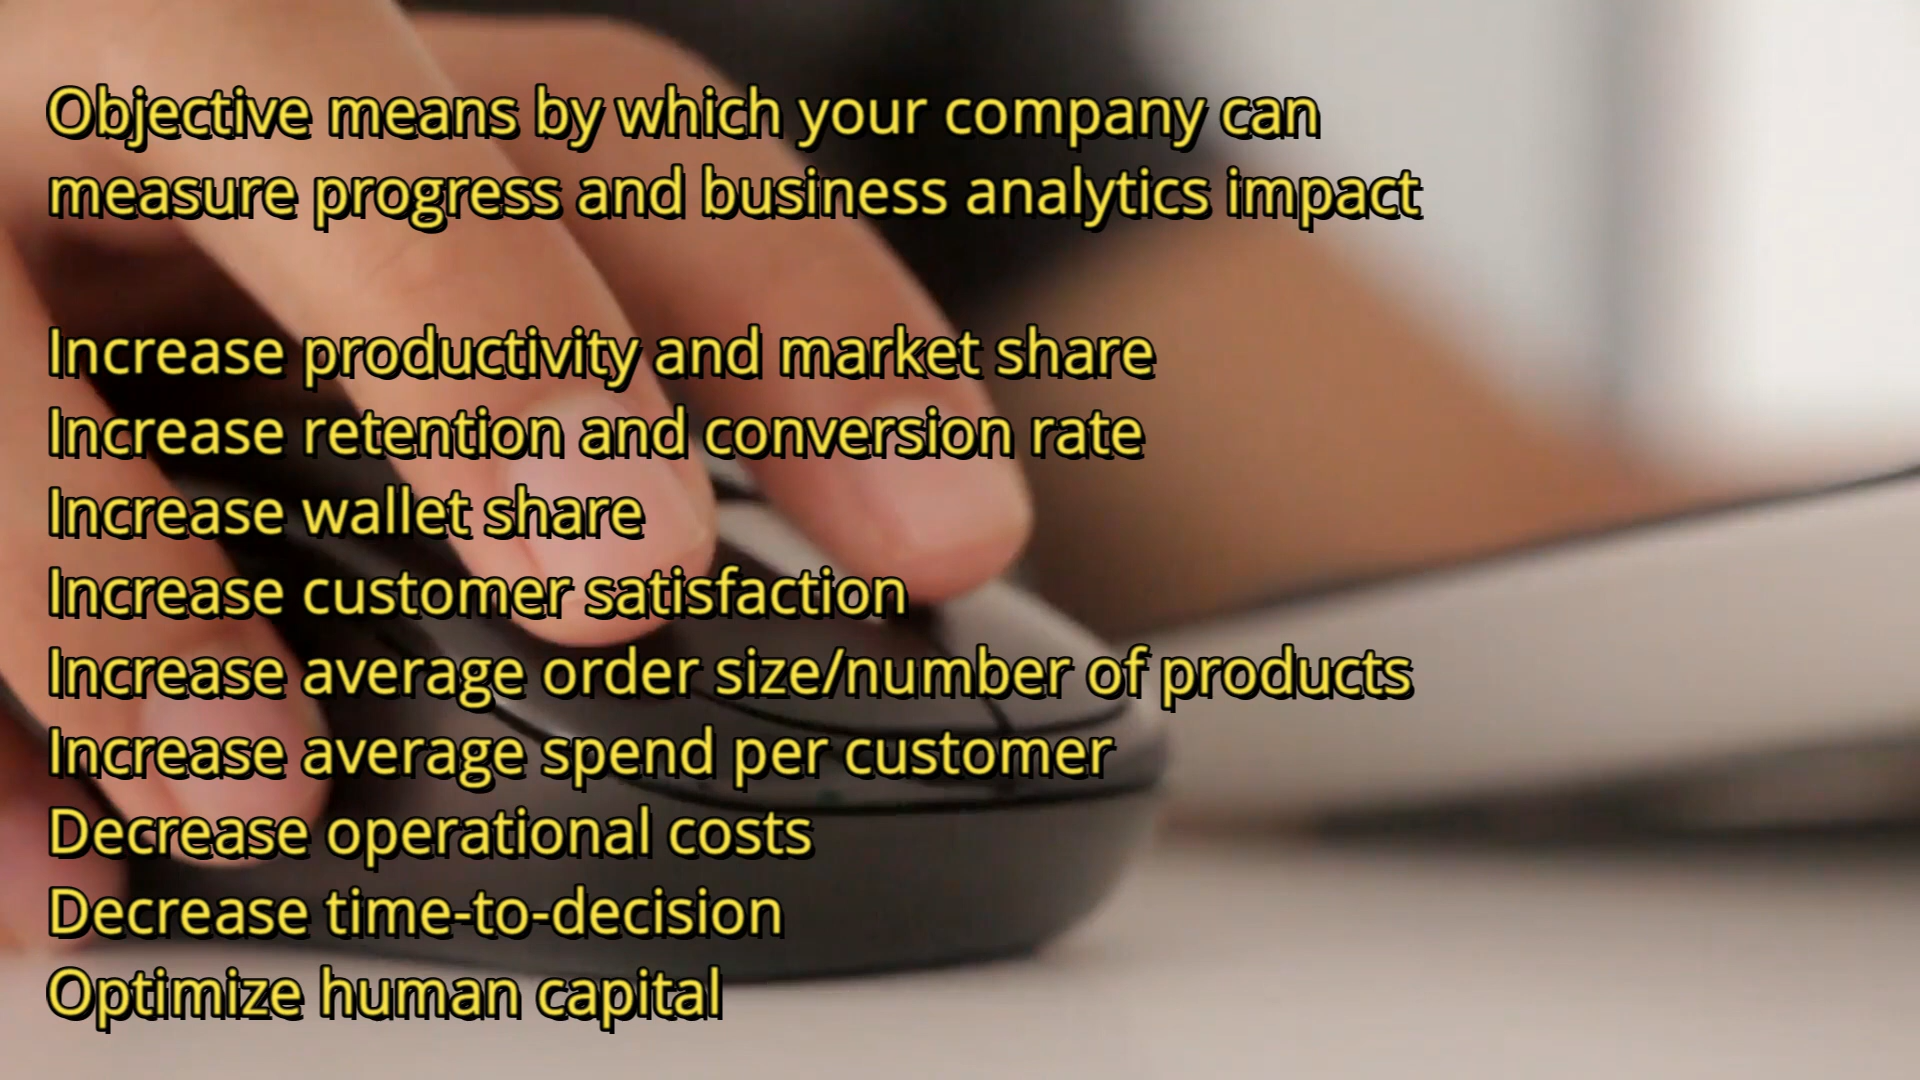 Objective means by which your company can
measure progress and business analytics impact
Increase productivity and market share
Increase retention and conversion rate
Increase wallet share
Increase customer satisfaction
Increase average order size/number of products
Increase average spend per customer
Decrease operational costs
Decrease time-to-decision
Optimize human capital